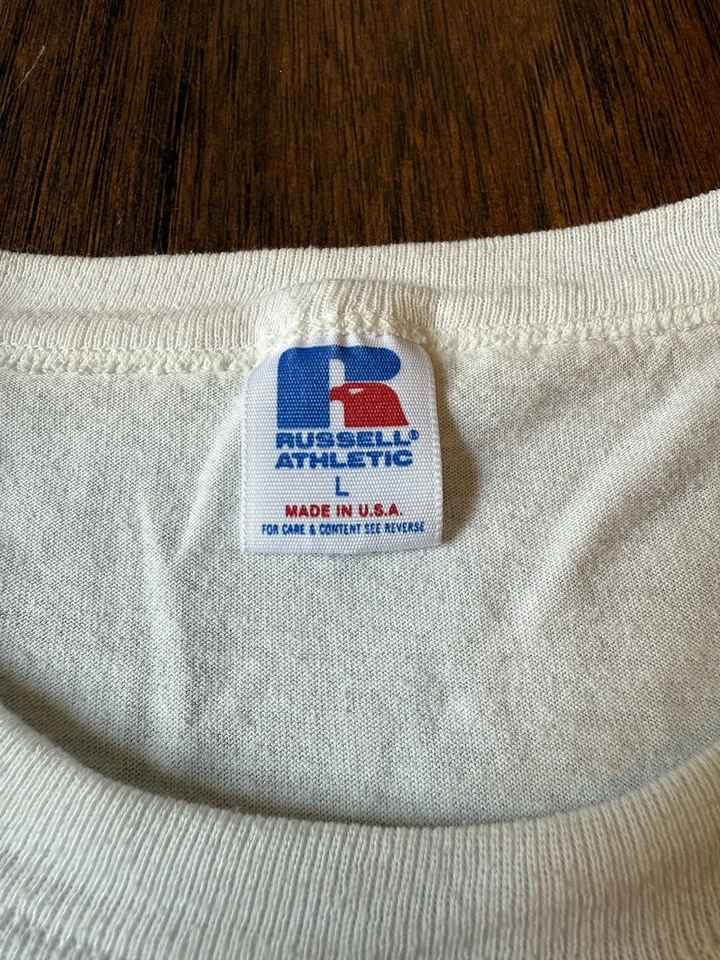 RUSSELL®
ATHLETIC
L
MADE IN U.S.A.
FOR CARE & CONTENT SEE REVERSE